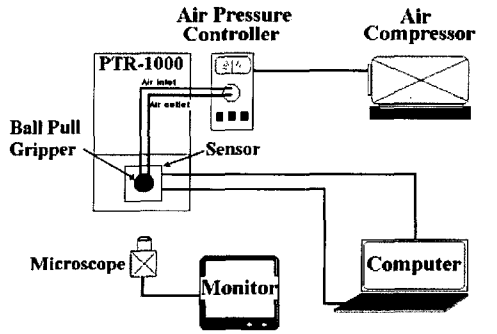 Air Pressure
Controller
Air
Compressor
PTR-1000
Air inlet
Air outlet
Ball Pull
Gripper
Sensor
Microscope
Monitor
Computer